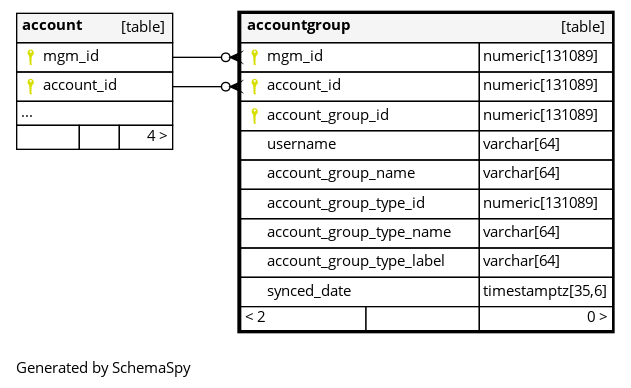 account [table]
mgm_id
account_id
...
4 >
accountgroup [table]
mgm_id numeric[131089]
account_id numeric[131089]
account_group_id numeric[131089]
username varchar[64]
account_group_name varchar[64]
account_group_type_id numeric[131089]
account_group_type_name varchar[64]
account_group_type_label varchar[64]
synced_date timestamptz[35,6]
< 2 0 >
Generated by SchemaSpy